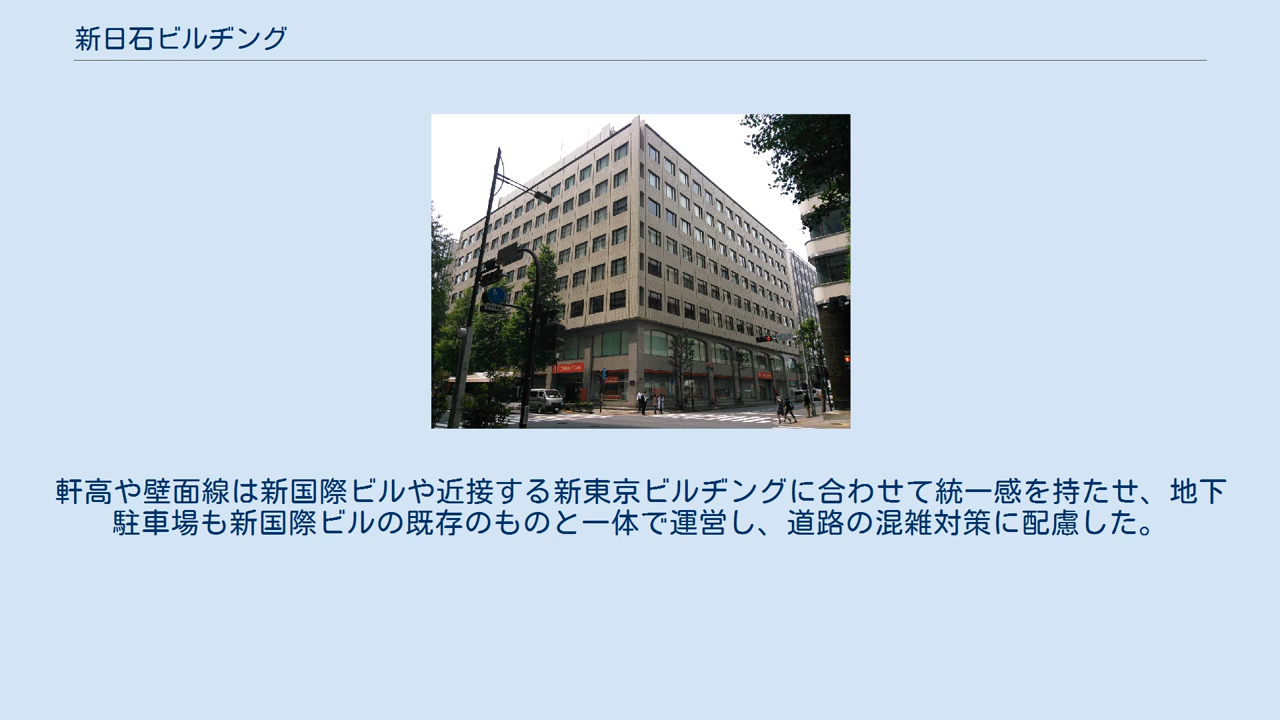 新日石ビルヂング
軒高や壁面線は新国際ビルや近接する新東京ビルヂングに合わせて統一感を持たせ、地下
駐車場も新国際ビルの既存のものと一体で運営し、道路の混雑対策に配慮した。